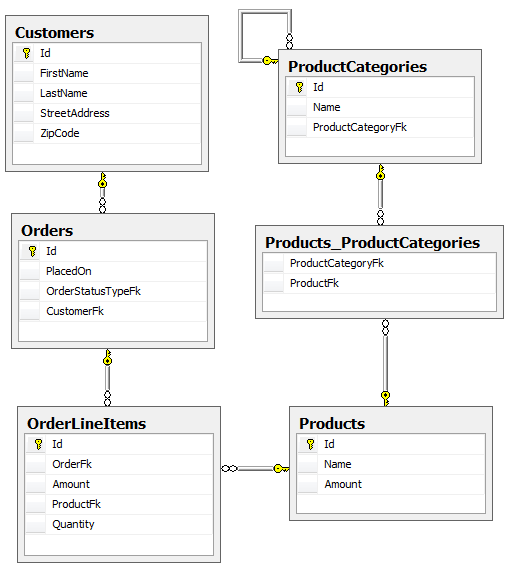 Customers
Id
FirstName
LastName
StreetAddress
ZipCode
ProductCategories
Id
Name
ProductCategoryFk
Orders
Id
PlacedOn
OrderStatusTypeFk
CustomerFk
Products_ProductCategories
ProductCategoryFk
ProductFk
OrderLineItems
Id
OrderFk
Amount
ProductFk
Quantity
Products
Id
Name
Amount